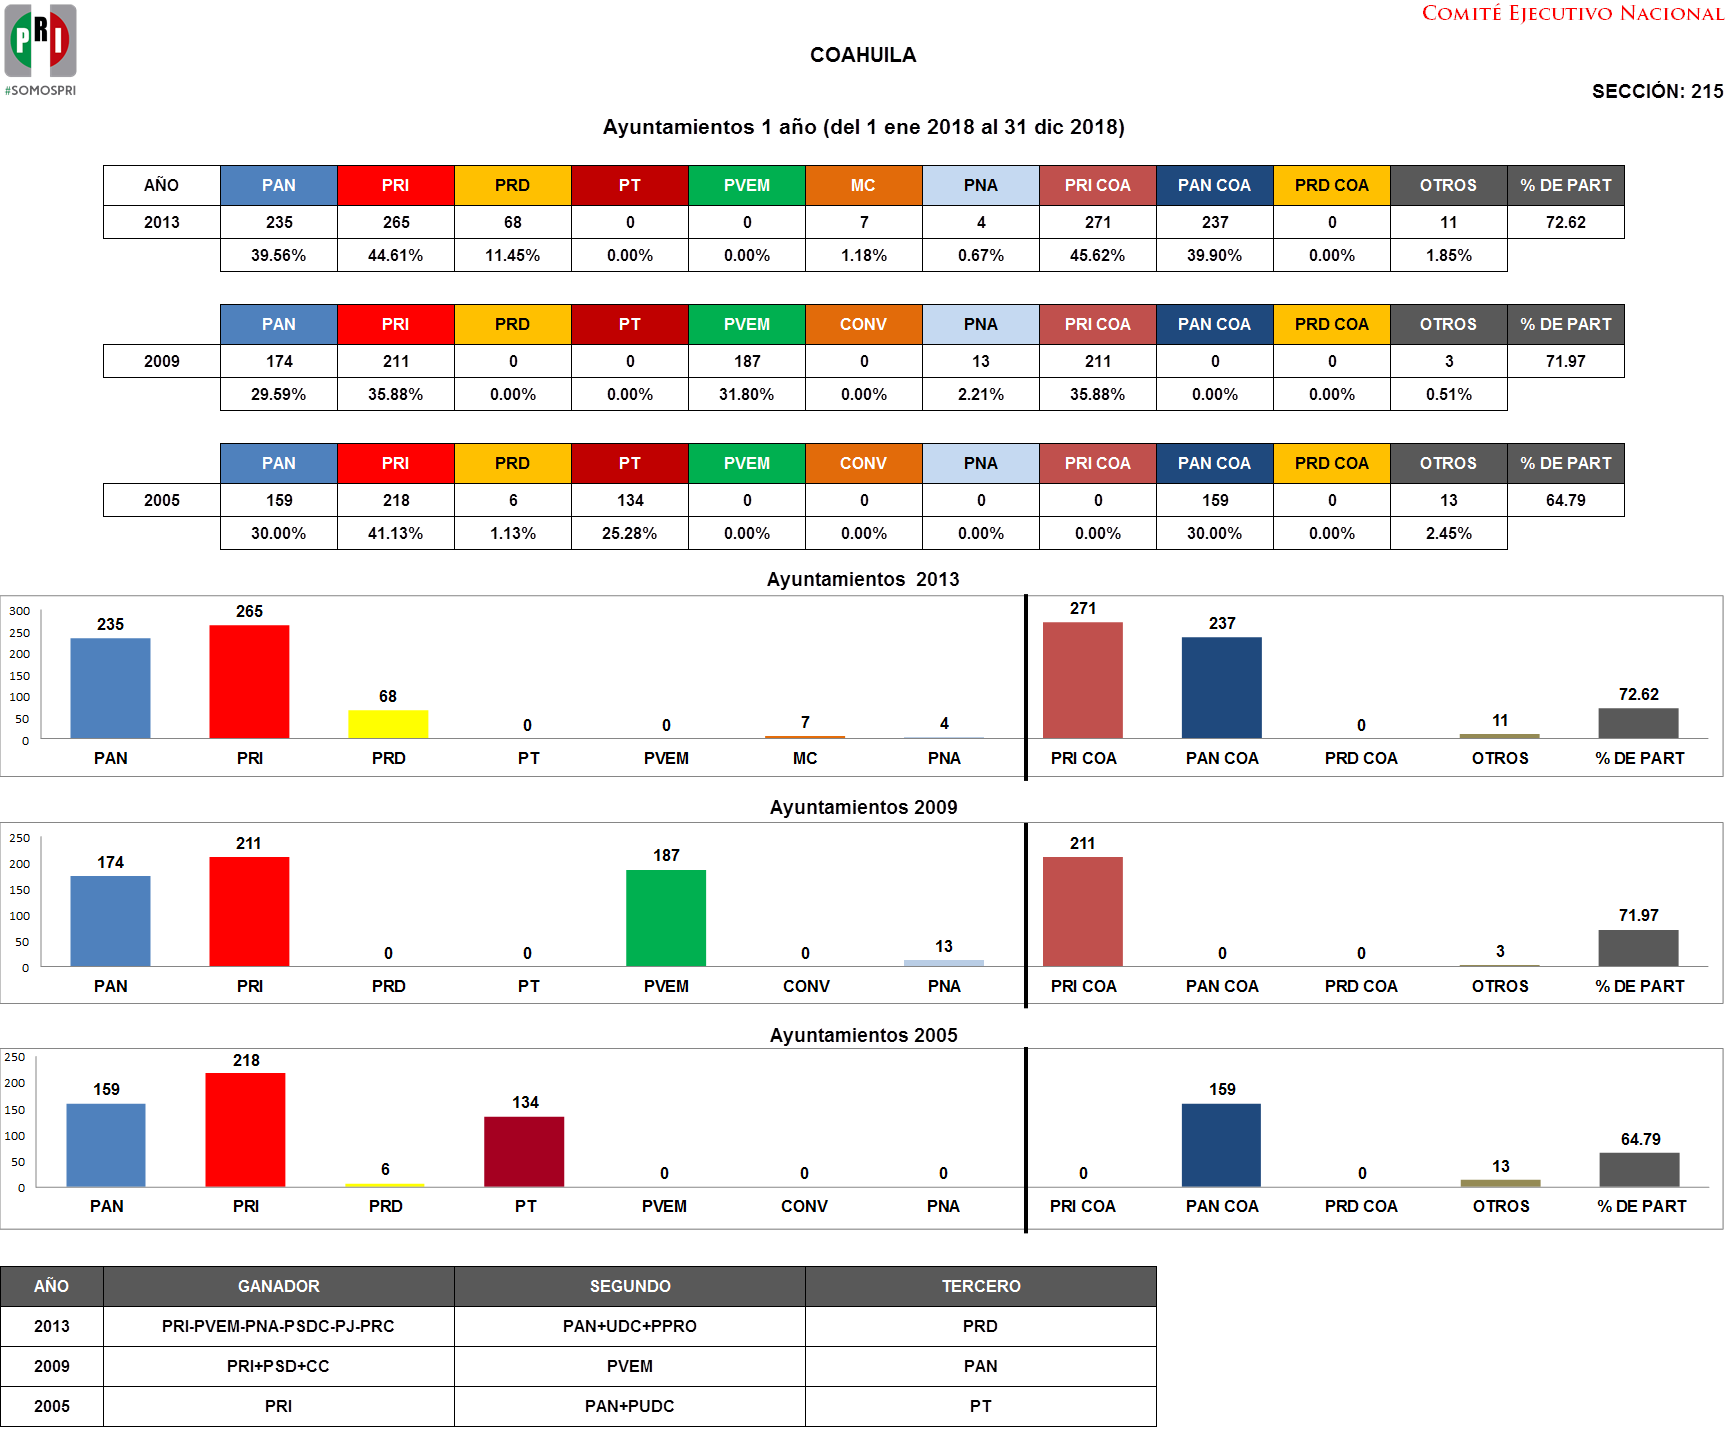 COMITÉ EJECUTIVO NACIONAL
PRI
#SOMOSPRI
COAHUILA
SECCIÓN: 215
Ayuntamientos 1 año (del 1 ene 2018 al 31 dic 2018)
AÑO PAN PRI PRD PT PVEM MC PNA PRI COA PAN COA PRD COA OTROS % DE PART
2013 235 265 68 0 0 7 4 271 237 0 11 72.62
39.56% 44.61% 11.45% 0.00% 0.00% 1.18% 0.67% 45.62% 39.90% 0.00% 1.85%
PAN PRI PRD PT PVEM CONV PNA PRI COA PAN COA PRD COA OTROS % DE PART
2009 174 211 0 0 187 0 13 211 0 0 3 71.97
29.59% 35.88% 0.00% 0.00% 31.80% 0.00% 2.21% 35.88% 0.00% 0.00% 0.51%
PAN PRI PRD PT PVEM CONV PNA PRI COA PAN COA PRD COA OTROS % DE PART
2005 159 218 6 134 0 0 0 0 159 0 13 64.79
30.00% 41.13% 1.13% 25.28% 0.00% 0.00% 0.00% 0.00% 30.00% 0.00% 2.45%
Ayuntamientos 2013
300
250
200
150
100
50
0
235 265 68 0 0 7 4 271 237 0 11 72.62
PAN PRI PRD PT PVEM MC PNA PRI COA PAN COA PRD COA OTROS % DE PART
Ayuntamientos 2009
250
200
150
100
50
0
174 211 0 0 187 0 13 211 0 0 3 71.97
PAN PRI PRD PT PVEM CONV PNA PRI COA PAN COA PRD COA OTROS % DE PART
Ayuntamientos 2005
250
200
150
100
50
0
159 218 6 134 0 0 0 0 159 0 13 64.79
PAN PRI PRD PT PVEM CONV PNA PRI COA PAN COA PRD COA OTROS % DE PART
AÑO GANADOR SEGUNDO TERCERO
2013 PRI-PVEM-PNA-PSDC-PJ-PRC PAN+UDC+PPRO PRD
2009 PRI+PSD+CC PVEM PAN
2005 PRI PAN+PUDC PT